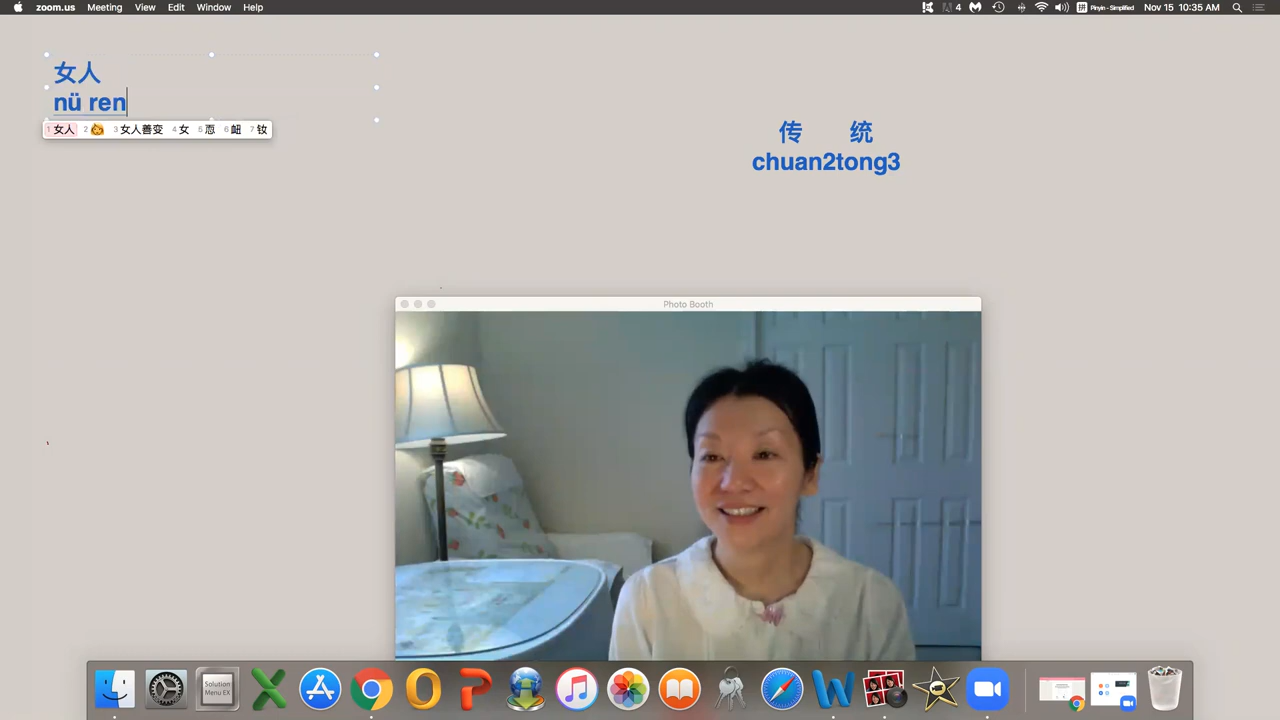 zoom.us Meeting View Edit Window Help
4 拼 Pinyin - Simplified Nov 15 10:35 AM
女人
nü ren
1 女人 2 👩 3 女人善变 4 女 5 恧 6 衄 7 钕
传 统
chuan2tong3
Photo Booth
Solution
Menu EX